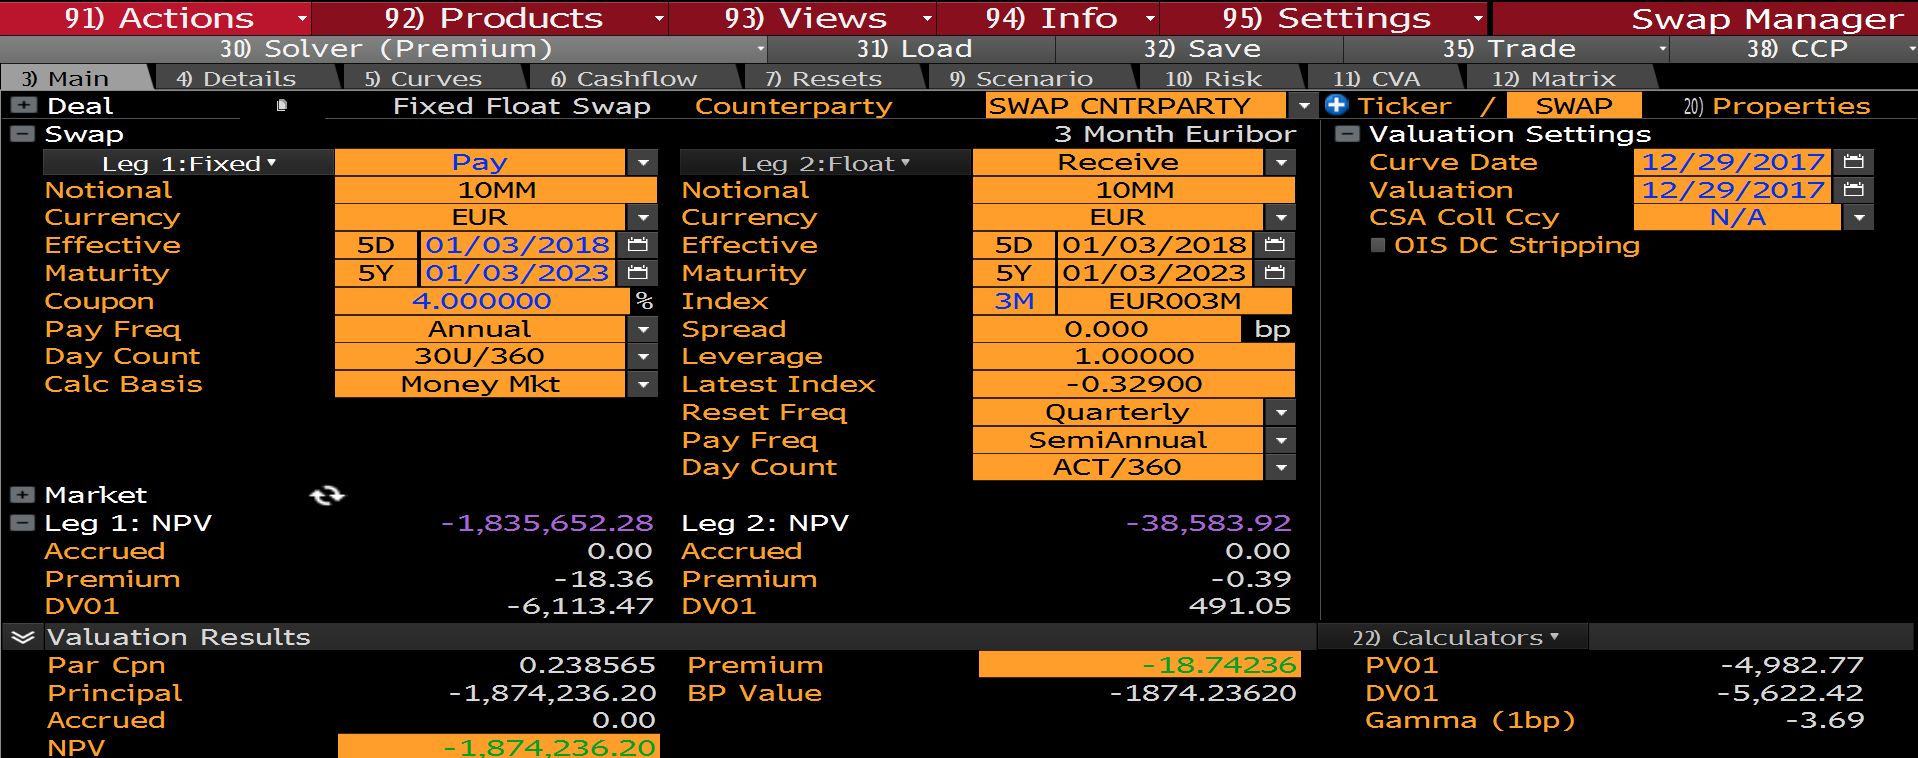 91) Actions 92) Products 93) Views 94) Info 95) Settings Swap Manager
30) Solver (Premium) 31) Load 32) Save 35) Trade 38) CCP
3) Main 4) Details 5) Curves 6) Cashflow 7) Resets 9) Scenario 10) Risk 11) CVA 12) Matrix
Deal Fixed Float Swap Counterparty SWAP CNTRPARTY Ticker / SWAP 20) Properties
Swap 3 Month Euribor Valuation Settings
Leg 1:Fixed Pay Leg 2:Float Receive Curve Date 12/29/2017
Notional 10MM Notional 10MM Valuation 12/29/2017
Currency EUR Currency EUR CSA Coll Ccy N/A
Effective 5D 01/03/2018 Effective 5D 01/03/2018 OIS DC Stripping
Maturity 5Y 01/03/2023 Maturity 5Y 01/03/2023
Coupon 4.000000 % Index 3M EUR003M
Pay Freq Annual Spread 0.000 bp
Day Count 30U/360 Leverage 1.00000
Calc Basis Money Mkt Latest Index -0.32900
Reset Freq Quarterly
Pay Freq SemiAnnual
Day Count ACT/360
Market
Leg 1: NPV -1,835,652.28 Leg 2: NPV -38,583.92
Accrued 0.00 Accrued 0.00
Premium -18.36 Premium -0.39
DV01 -6,113.47 DV01 491.05
Valuation Results 22) Calculators
Par Cpn 0.238565 Premium -18.74236 PV01 -4,982.77
Principal -1,874,236.20 BP Value -1874.23620 DV01 -5,622.42
Accrued 0.00 Gamma (1bp) -3.69
NPV -1,874,236.20